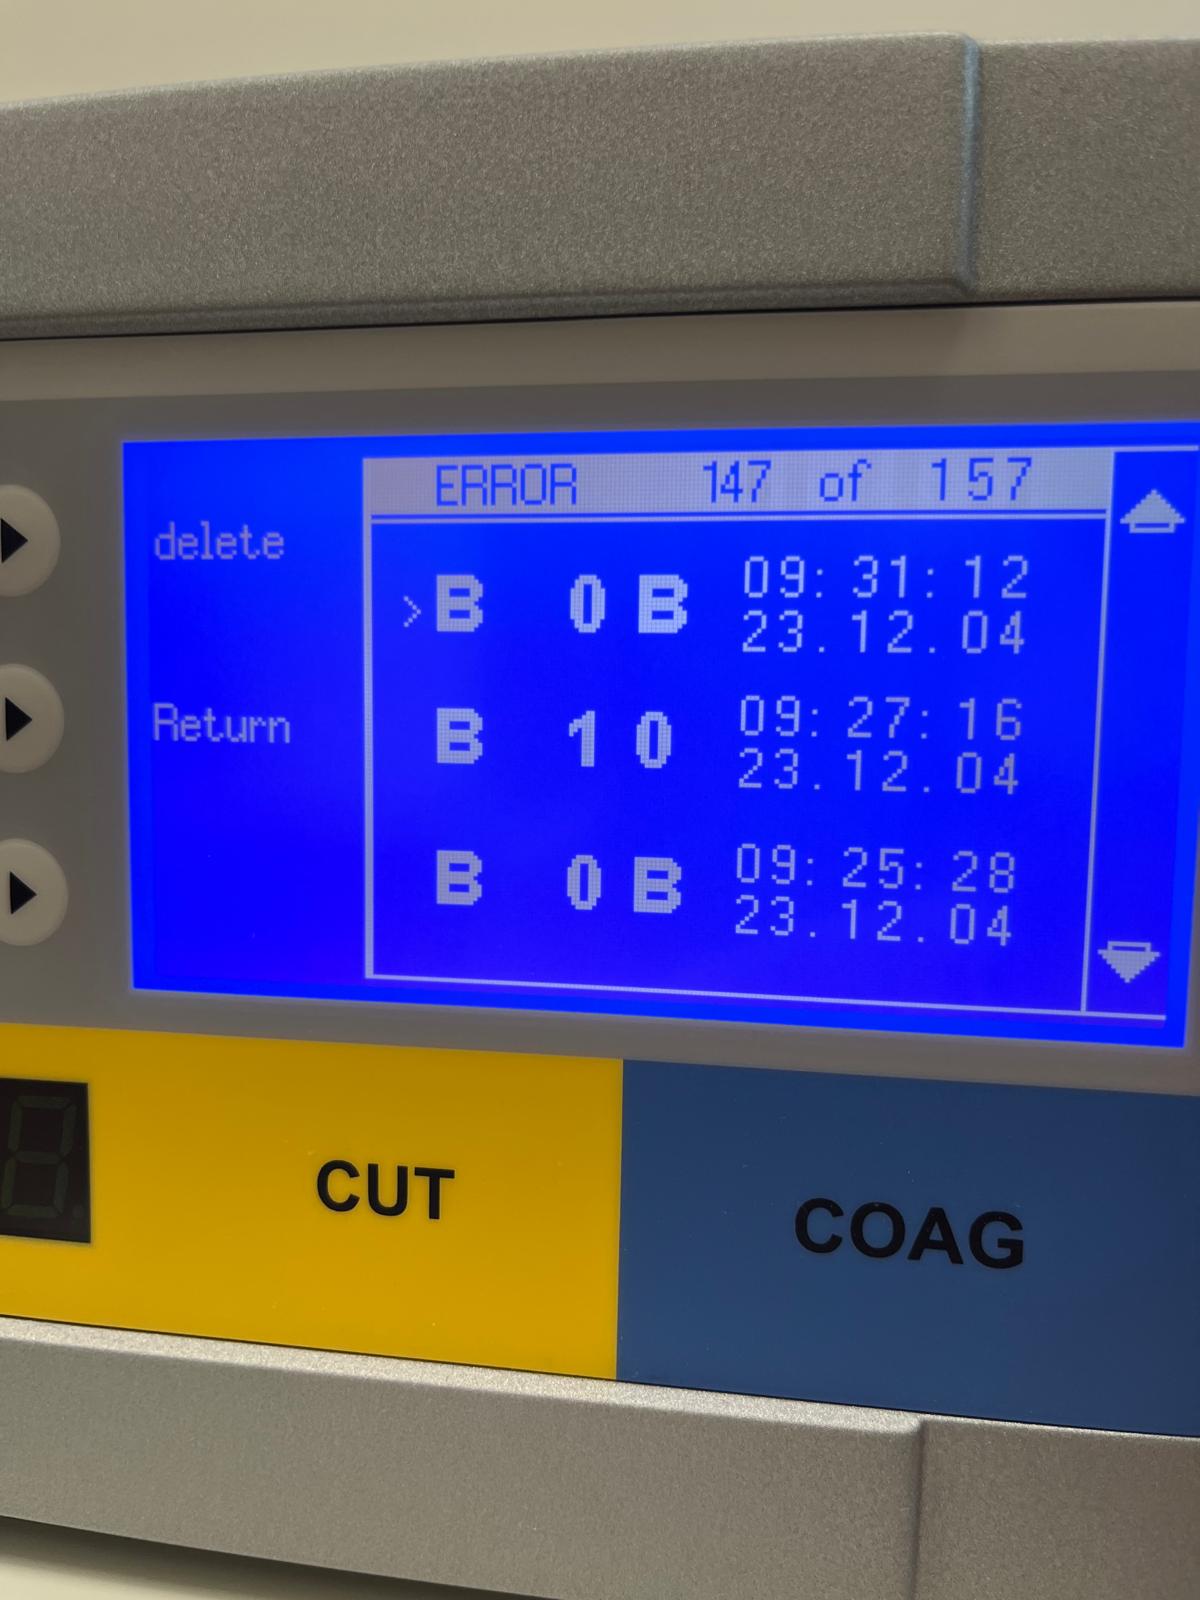 ERROR 147 of 157
delete
>B 0B 09:31:12
23.12.04
Return
B 10 09:27:16
23.12.04
B 0B 09:25:28
23.12.04
CUT
COAG